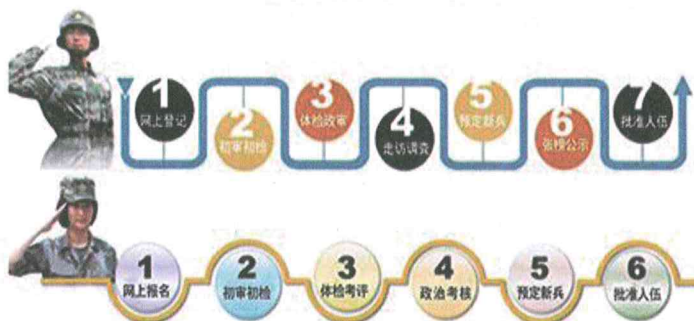 1
网上登记
2
初审初检
3
体检政审
4
走访调查
5
预定新兵
6
张榜公示
7
批准入伍
1
网上报名
2
初审初检
3
体检考评
4
政治考核
5
预定新兵
6
批准入伍